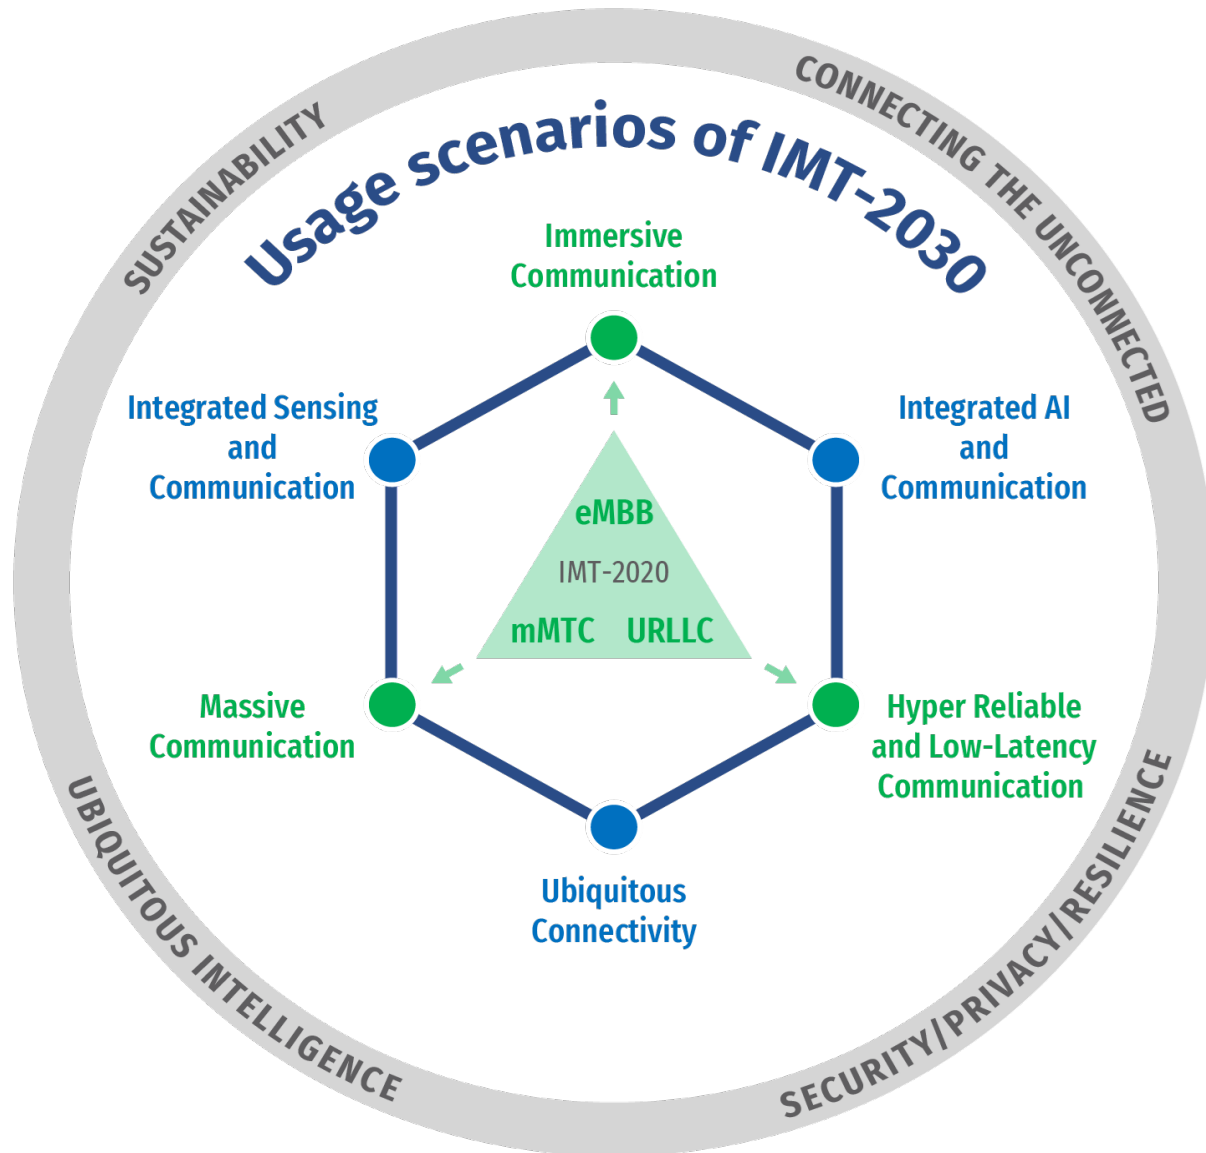 SUSTAINABILITY
CONNECTING THE UNCONNECTED
Usage scenarios of IMT-2030
Immersive
Communication
Integrated Sensing
and
Communication
Integrated AI
and
Communication
eMBB
IMT-2020
mMTC URLLC
Massive
Communication
Hyper Reliable
and Low-Latency
Communication
Ubiquitous
Connectivity
UBIQUITOUS INTELLIGENCE
SECURITY/PRIVACY/RESILIENCE